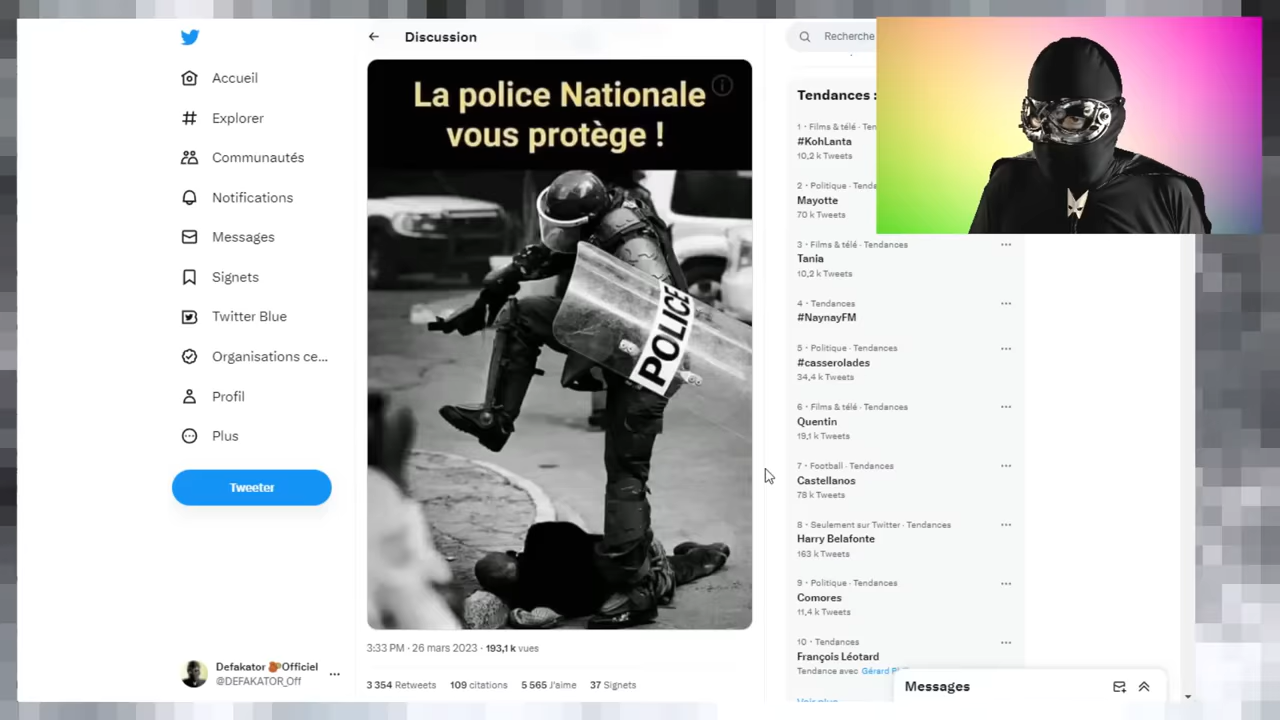 Discussion
Recherche
Accueil
Explorer
Communautés
Notifications
Messages
Signets
Twitter Blue
Organisations ce...
Profil
Plus
Tweeter
Defakator Officiel
@DEFAKATOR_Off
La police Nationale
vous protège !
POLICE
3:33 PM · 26 mars 2023 · 193,1 k vues
3 354 Retweets 109 citations 5 565 J'aime 37 Signets
Tendances :
1 · Films & télé · Ten
#KohLanta
10,2 k Tweets
2 · Politique · Tenda
Mayotte
70 k Tweets
3 · Films & télé · Tendances
Tania
10,2 k Tweets
4 · Tendances
#NaynayFM
5 · Politique · Tendances
#casserolades
34,4 k Tweets
6 · Films & télé · Tendances
Quentin
19,1 k Tweets
7 · Football · Tendances
Castellanos
78 k Tweets
8 · Seulement sur Twitter · Tendances
Harry Belafonte
163 k Tweets
9 · Politique · Tendances
Comores
11,4 k Tweets
10 · Tendances
François Léotard
Tendance avec Gérard
Messages